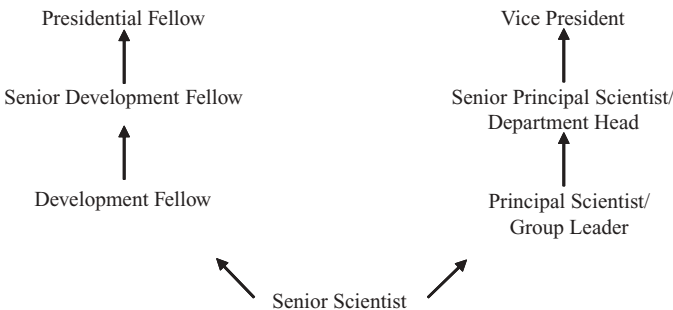 Presidential Fellow
Vice President
Senior Development Fellow
Senior Principal Scientist/
Department Head
Development Fellow
Principal Scientist/
Group Leader
Senior Scientist